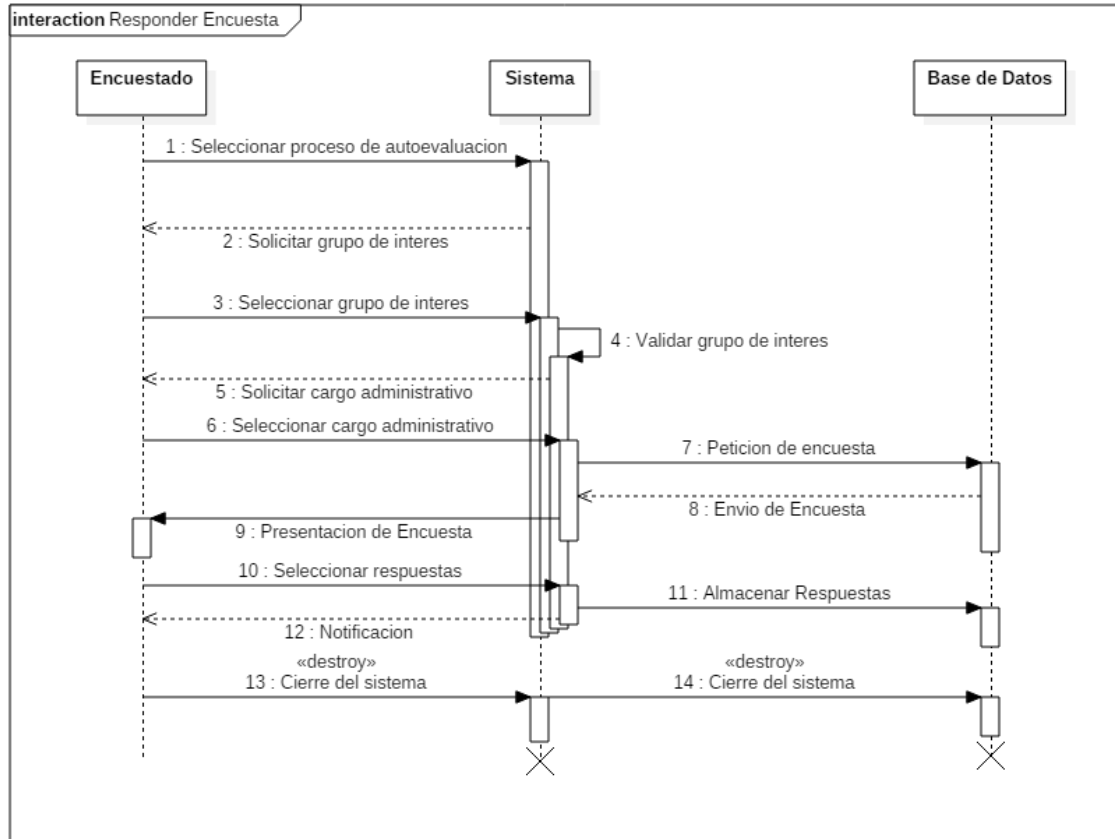 interaction Responder Encuesta
Encuestado
Sistema
Base de Datos
1 : Seleccionar proceso de autoevaluacion
2 : Solicitar grupo de interes
3 : Seleccionar grupo de interes
4 : Validar grupo de interes
5 : Solicitar cargo administrativo
6 : Seleccionar cargo administrativo
7 : Peticion de encuesta
8 : Envio de Encuesta
9 : Presentacion de Encuesta
10 : Seleccionar respuestas
11 : Almacenar Respuestas
12 : Notificacion
«destroy»
13 : Cierre del sistema
«destroy»
14 : Cierre del sistema